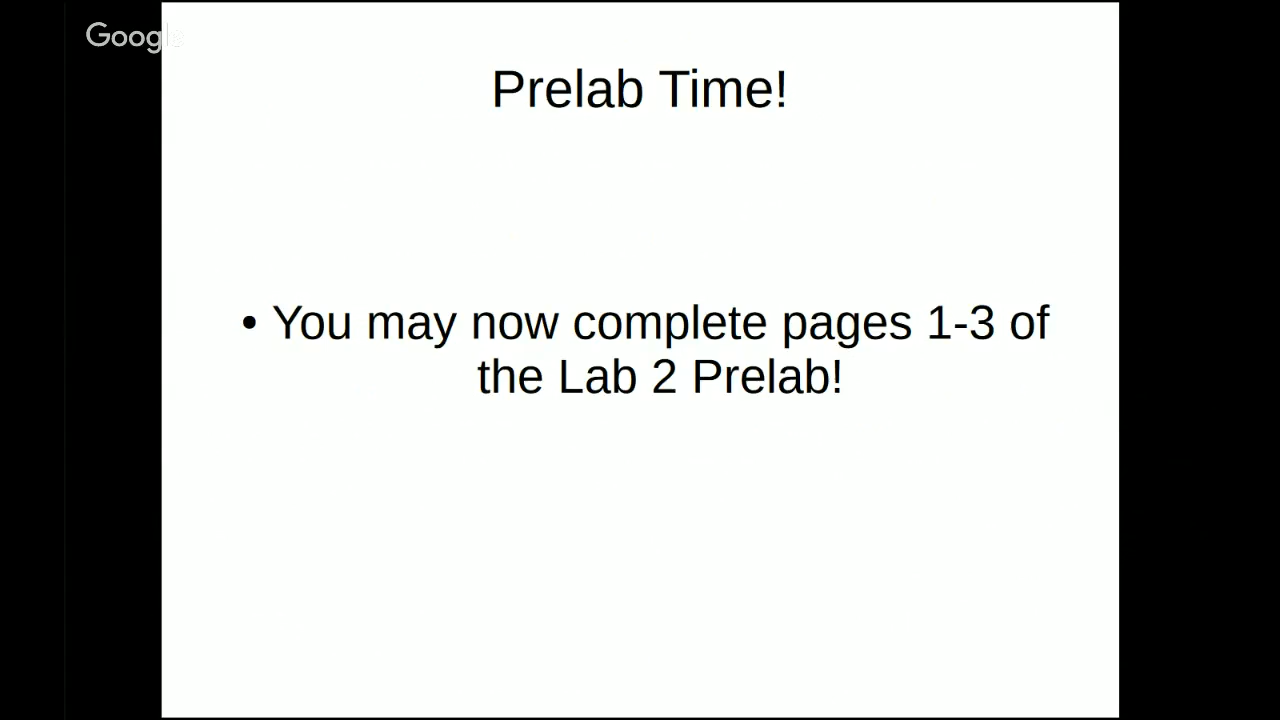 Google
Prelab Time!
• You may now complete pages 1-3 of
the Lab 2 Prelab!